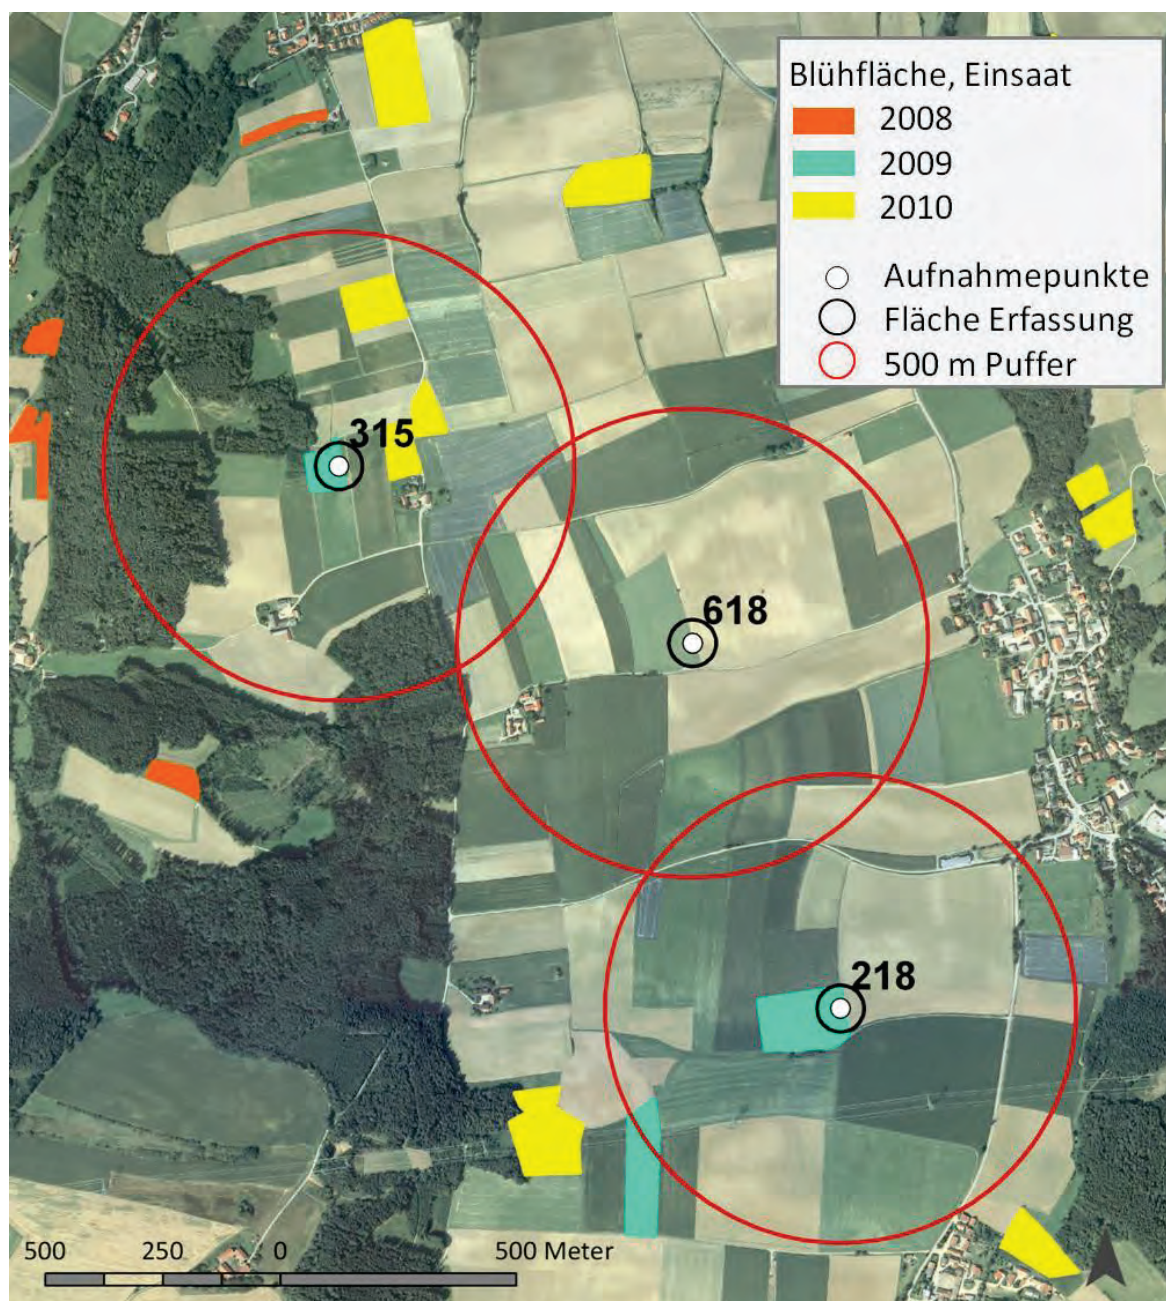 Blühfläche, Einsaat
2008
2009
2010
Aufnahmepunkte
Fläche Erfassung
500 m Puffer
315
618
218
500 250 0 500 Meter